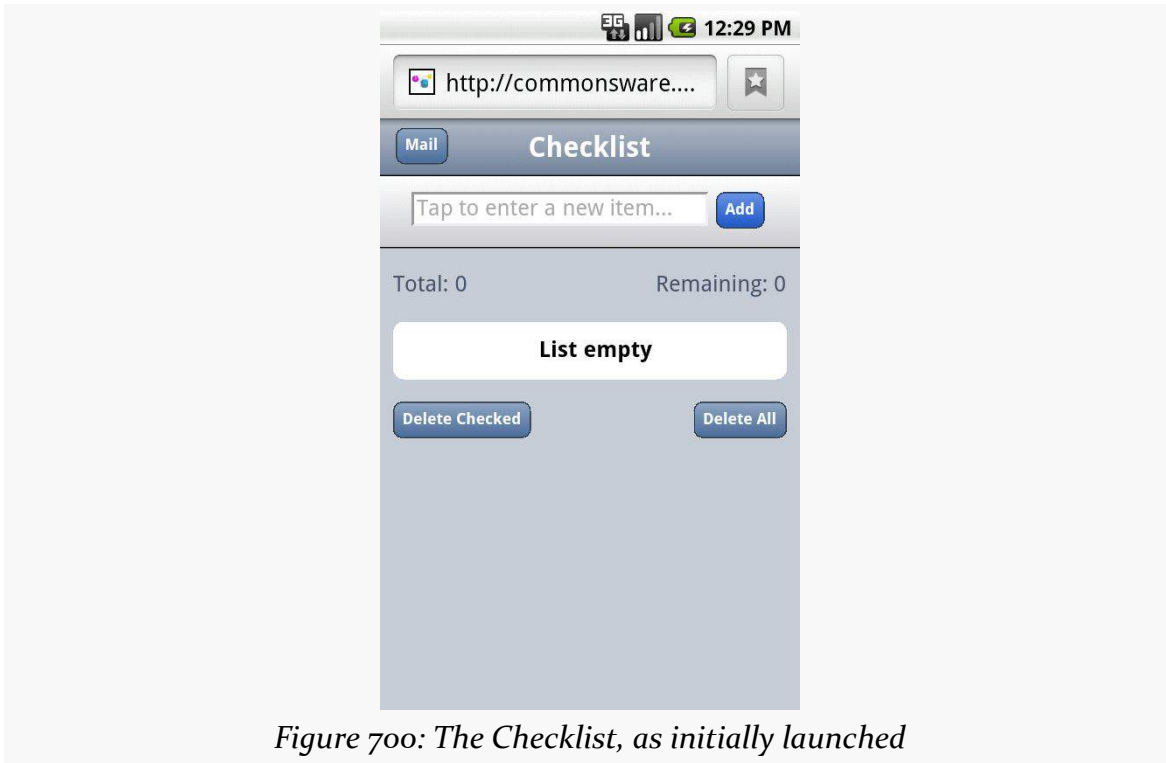 3G 12:29 PM
http://commonsware....
Mail Checklist
Tap to enter a new item... Add
Total: 0 Remaining: 0
List empty
Delete Checked Delete All
Figure 700: The Checklist, as initially launched